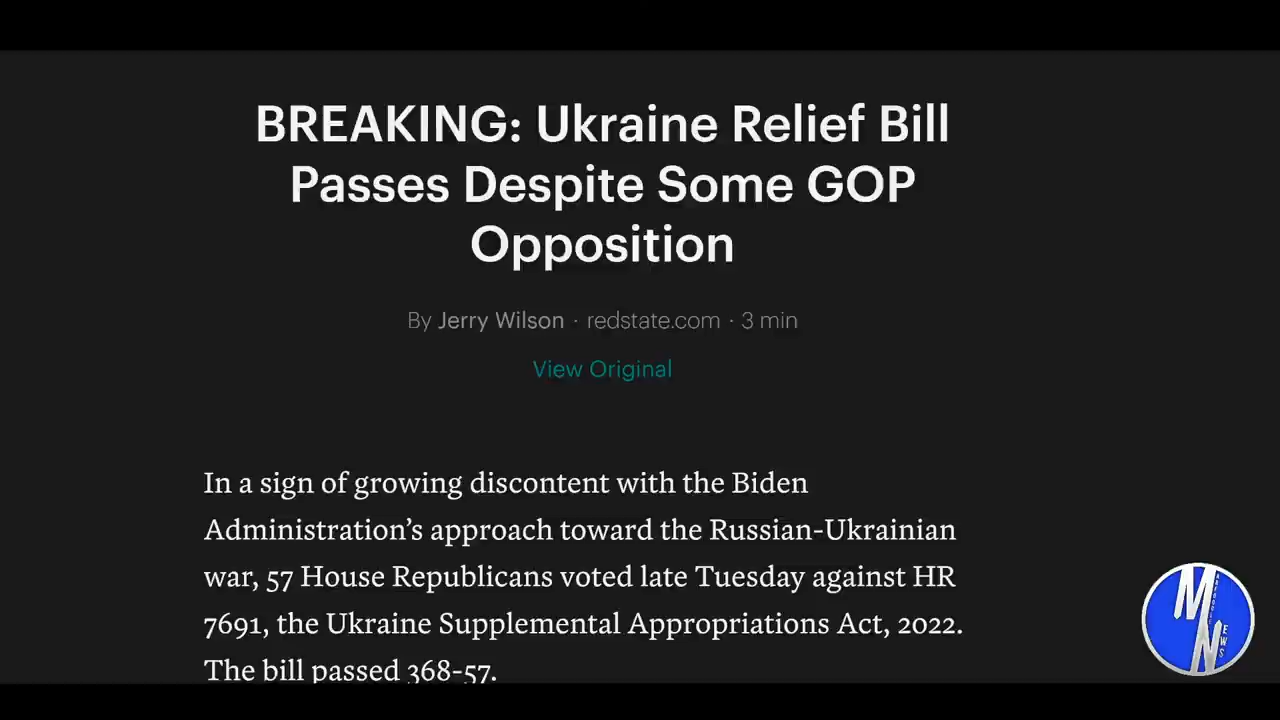 BREAKING: Ukraine Relief Bill
Passes Despite Some GOP
Opposition
By Jerry Wilson · redstate.com · 3 min
View Original
In a sign of growing discontent with the Biden
Administration’s approach toward the Russian-Ukrainian
war, 57 House Republicans voted late Tuesday against HR
7691, the Ukraine Supplemental Appropriations Act, 2022.
The bill passed 368-57.
M
N
EWS